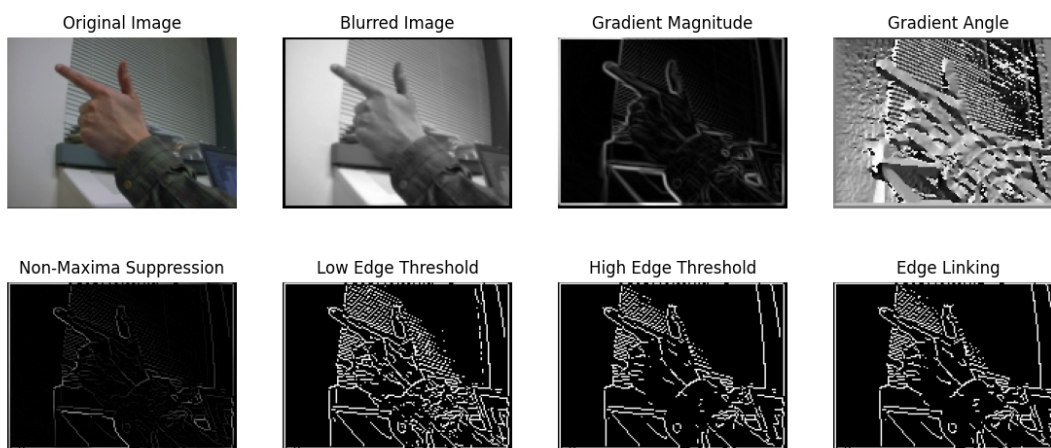 Original Image
Blurred Image
Gradient Magnitude
Gradient Angle
Non-Maxima Suppression
Low Edge Threshold
High Edge Threshold
Edge Linking